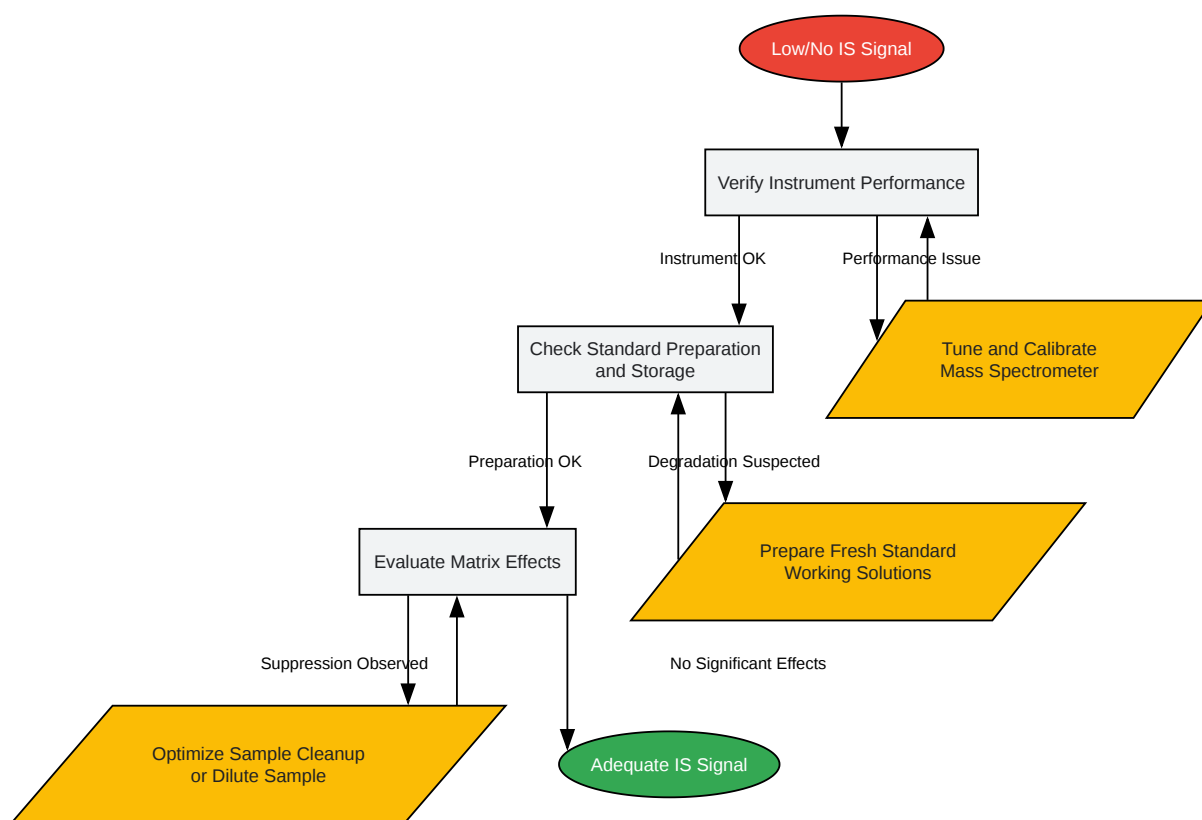 Low/No IS Signal
Verify Instrument Performance
Instrument OK
Performance Issue
Check Standard Preparation
and Storage
Tune and Calibrate
Mass Spectrometer
Preparation OK
Degradation Suspected
Evaluate Matrix Effects
Prepare Fresh Standard
Working Solutions
Suppression Observed
No Significant Effects
Optimize Sample Cleanup
or Dilute Sample
Adequate IS Signal